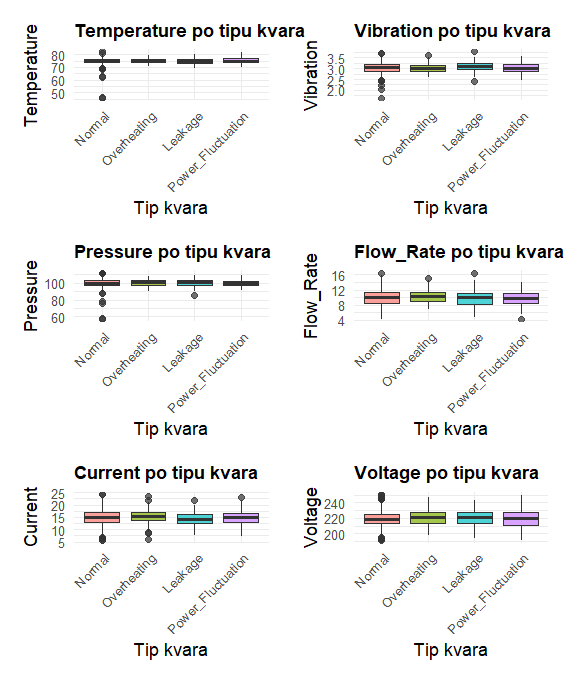 Temperature po tipu kvara
Temperature
80
70
60
50
Normal
Overheating
Leakage
Power_Fluctuation
Tip kvara
Vibration po tipu kvara
Vibration
3.5
3.0
2.5
2.0
Normal
Overheating
Leakage
Power_Fluctuation
Tip kvara
Pressure po tipu kvara
Pressure
100
80
60
Normal
Overheating
Leakage
Power_Fluctuation
Tip kvara
Flow_Rate po tipu kvara
Flow_Rate
16
12
8
4
Normal
Overheating
Leakage
Power_Fluctuation
Tip kvara
Current po tipu kvara
Current
25
20
15
10
5
Normal
Overheating
Leakage
Power_Fluctuation
Tip kvara
Voltage po tipu kvara
Voltage
240
220
200
Normal
Overheating
Leakage
Power_Fluctuation
Tip kvara